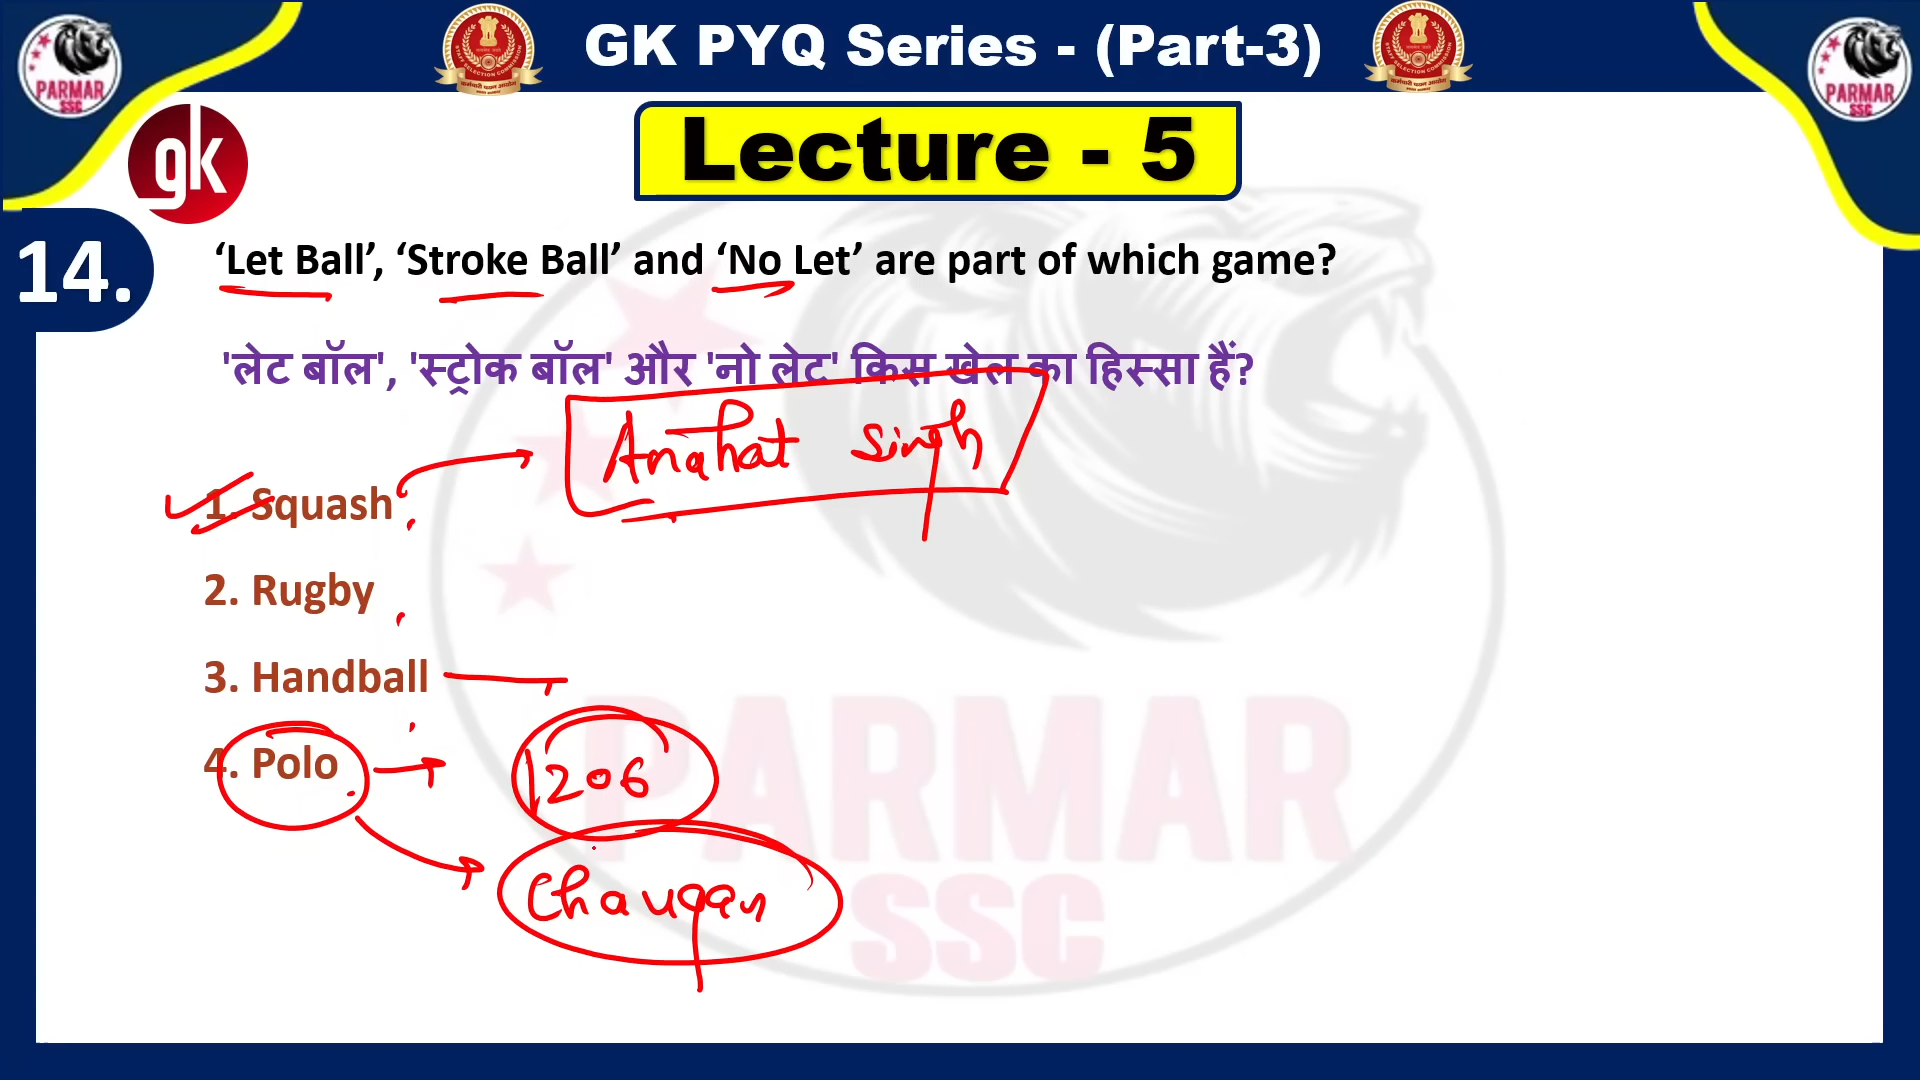 GK PYQ Series - (Part-3)
PARMAR
SSC
PARMAR
SSC
gk
Lecture - 5
14.
‘Let Ball’, ‘Stroke Ball’ and ‘No Let’ are part of which game?
'लेट बॉल', 'स्ट्रोक बॉल' और 'नो लेट' किस खेल का हिस्सा हैं?
Anahat Singh
1. Squash
2. Rugby
3. Handball
4. Polo
1206
Chaugan
PARMAR
SSC